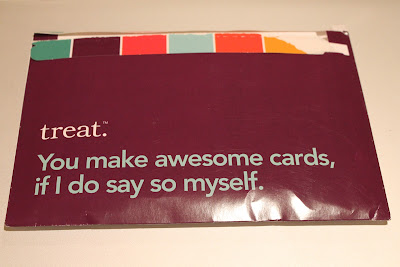 treat.™
You make awesome cards,
if I do say so myself.